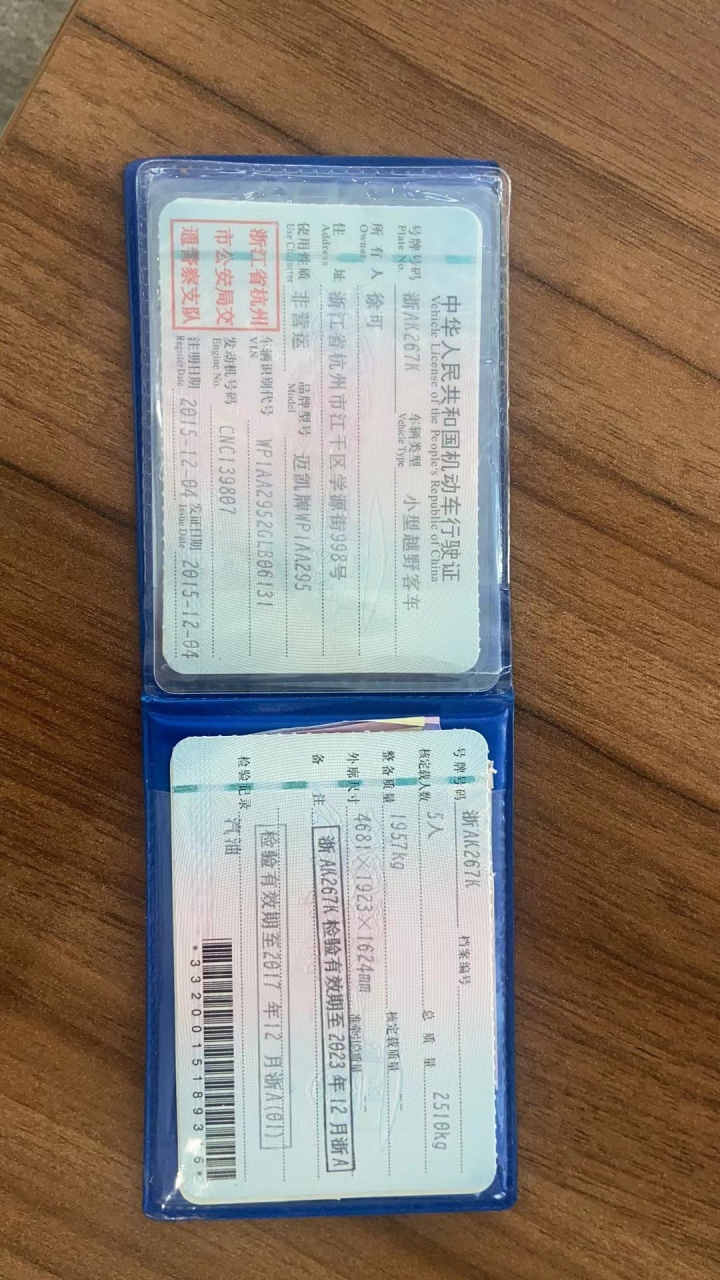 中华人民共和国机动车行驶证
Vehicle License of the People's Republic of China
号牌号码 浙AK267K 车辆类型 小型越野客车
Plate No. Vehicle Type
所有人 徐可
Owner
住址 浙江省杭州市江干区学源街998号
Address
使用性质 非营运 品牌型号 迈凯牌WP1AA295
Use Character Model
浙江省杭州
市公安局交
通警察支队
车辆识别代号 WP1AA2952GLB06131
VIN
发动机号码 CNC139807
Engine No.
注册日期 2015-12-04 发证日期 2015-12-04
Register Date Issue Date
号牌号码 浙AK267K 档案编号
核定载人数 5人 总质量 2510kg
整备质量 1957kg 核定载质量 --
外廓尺寸 4681×1923×1624mm 准牵引总质量 --
备注 浙AK267K 检验有效期至2023年12月浙A
检验有效期至2017年12月浙A(01)
检验记录 汽油
*3320015189376*